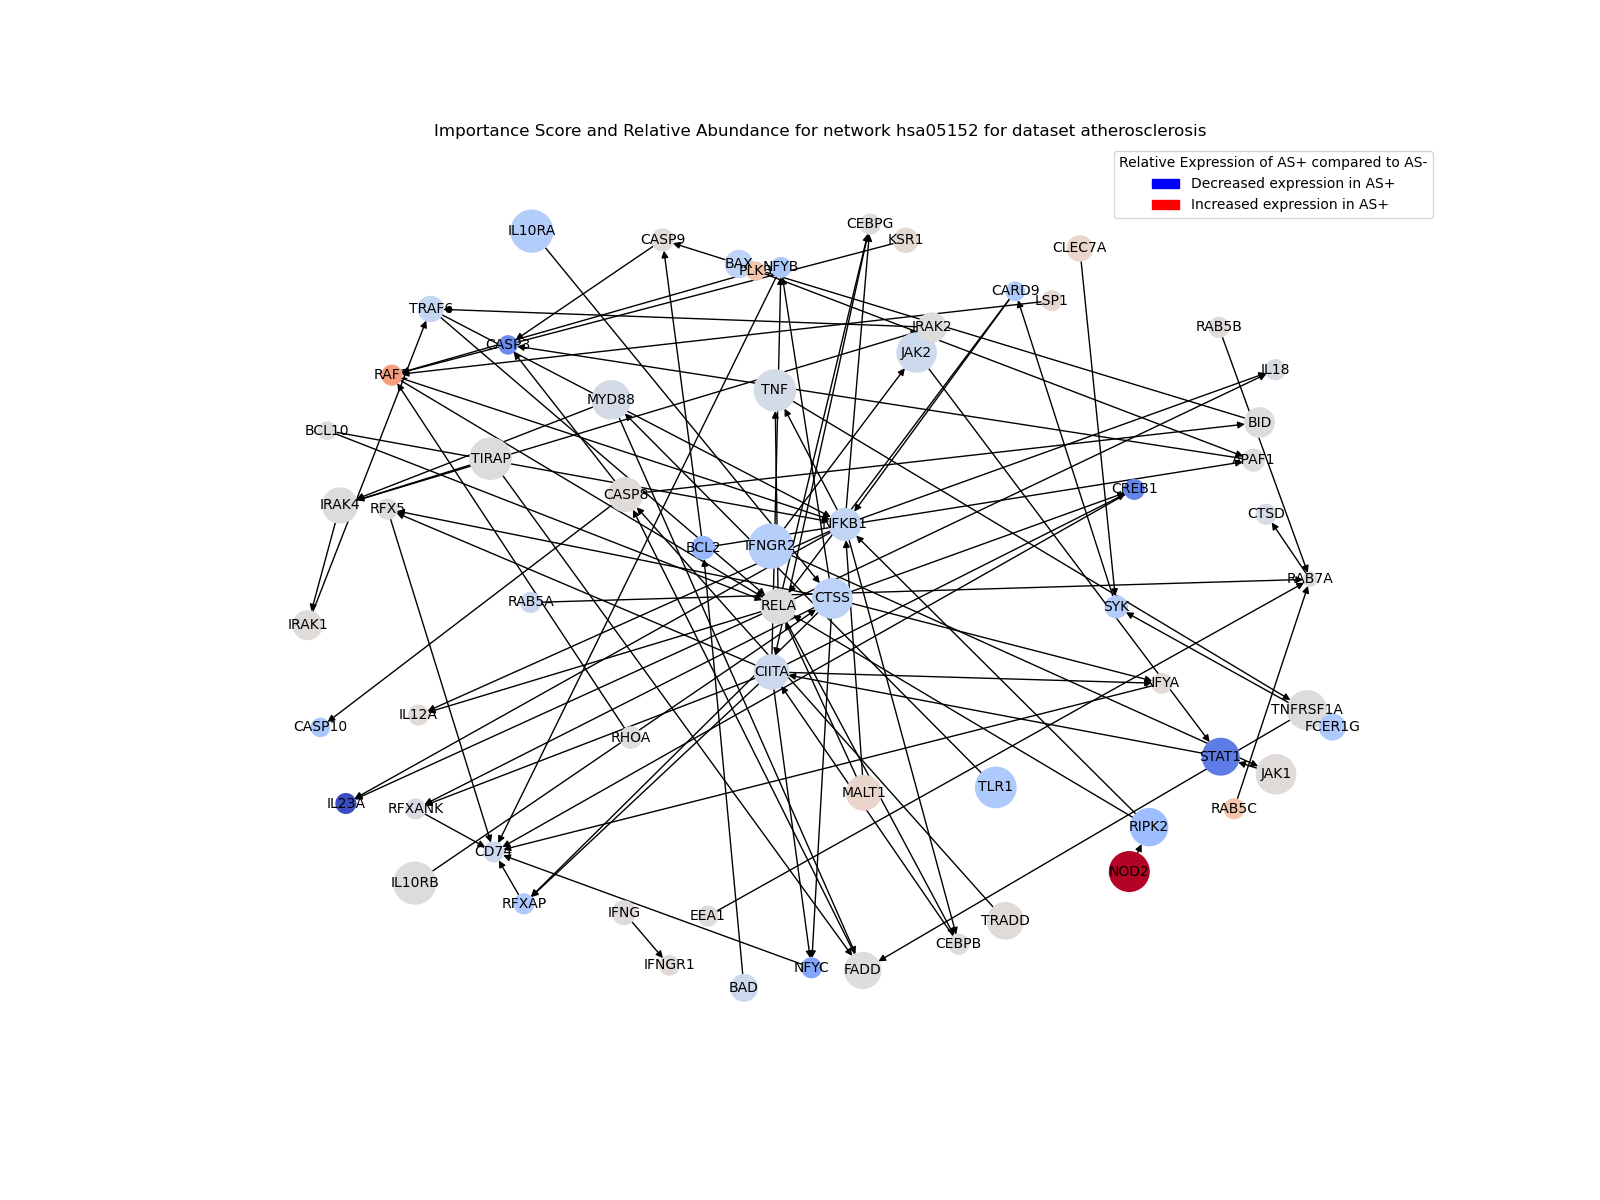 Importance Score and Relative Abundance for network hsa05152 for dataset atherosclerosis
Relative Expression of AS+ compared to AS-
Decreased expression in AS+
Increased expression in AS+
IL10RA
CEBPG
CASP9
KSR1
CLEC7A
BAX
PLK3
NFYB
CARD9
LSP1
TRAF6
IRAK2
RAB5B
CASP3
JAK2
IL18
RAF1
TNF
MYD88
BID
BCL10
TIRAP
APAF1
CREB1
CASP8
IRAK4
RFX5
CTSD
NFKB1
BCL2
IFNGR2
RAB7A
CTSS
RAB5A
RELA
SYK
IRAK1
CIITA
NFYA
TNFRSF1A
IL12A
CASP10
FCER1G
RHOA
STAT1
JAK1
TLR1
MALT1
IL23A
RFXANK
RAB5C
RIPK2
CD74
NOD2
IL10RB
RFXAP
IFNG
EEA1
TRADD
CEBPB
IFNGR1
NFYC
FADD
BAD